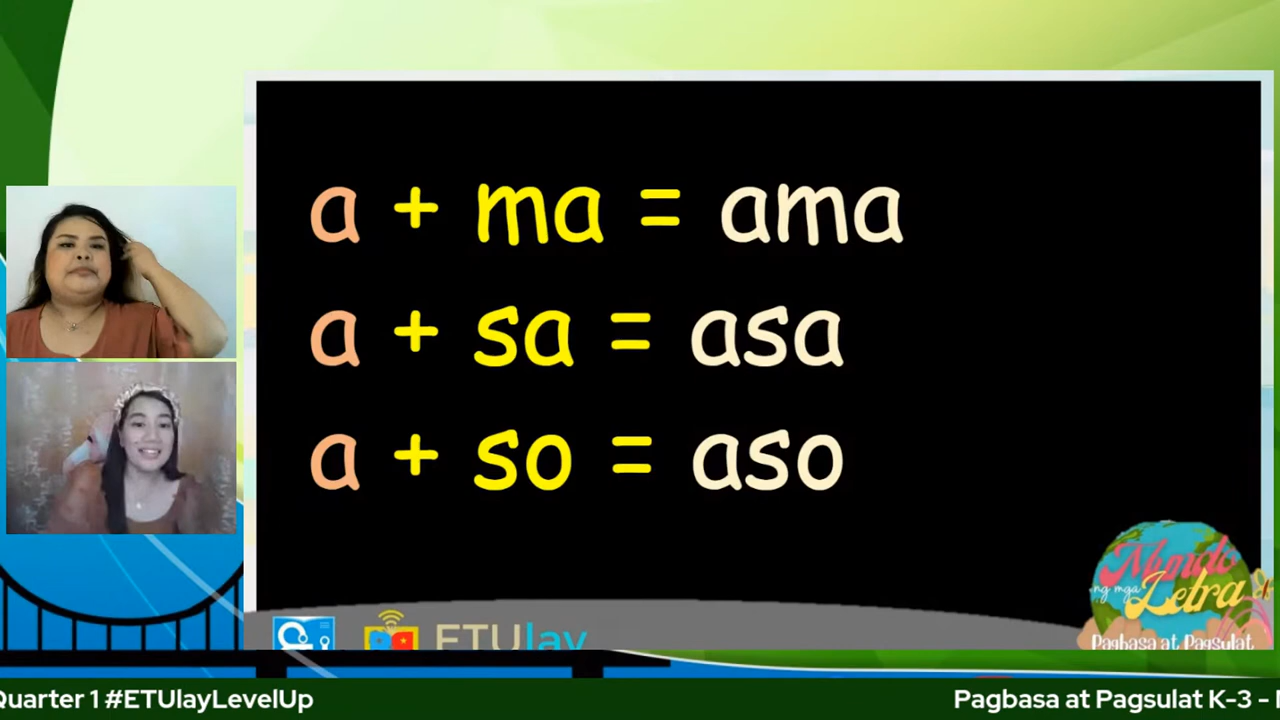 a + ma = ama
a + sa = asa
a + so = aso
Mundo
ng mga
Letra
Pagbasa at Pagsulat
ETUlay
Quarter 1 #ETUlayLevelUp
Pagbasa at Pagsulat K-3 -